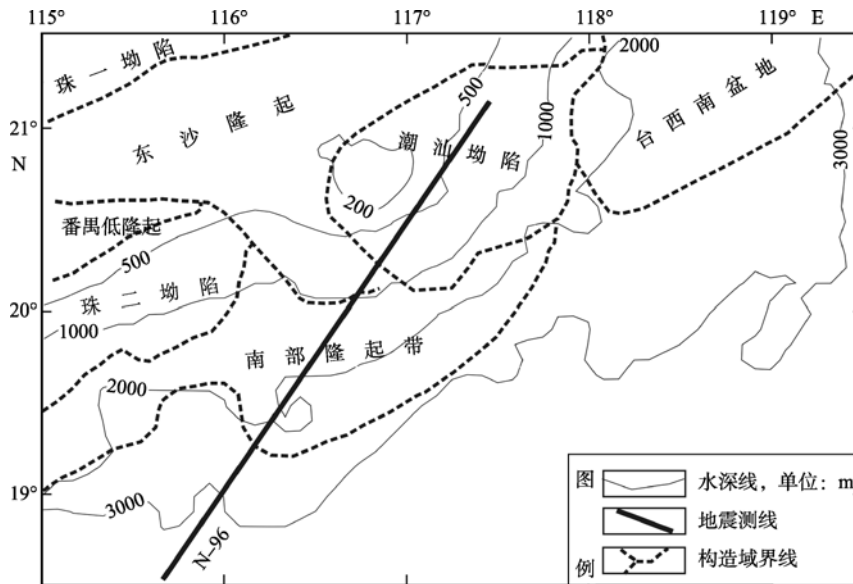 115° 116° 117° 118° 119° E
珠一坳陷
2000
500
台西南盆地
21°
N
东沙隆起
潮汕坳陷
1000
3000
200
番禺低隆起
500
珠二坳陷
20°
1000
南部隆起带
2000
19°
3000
N-96
图例
水深线，单位：m
地震测线
构造域界线